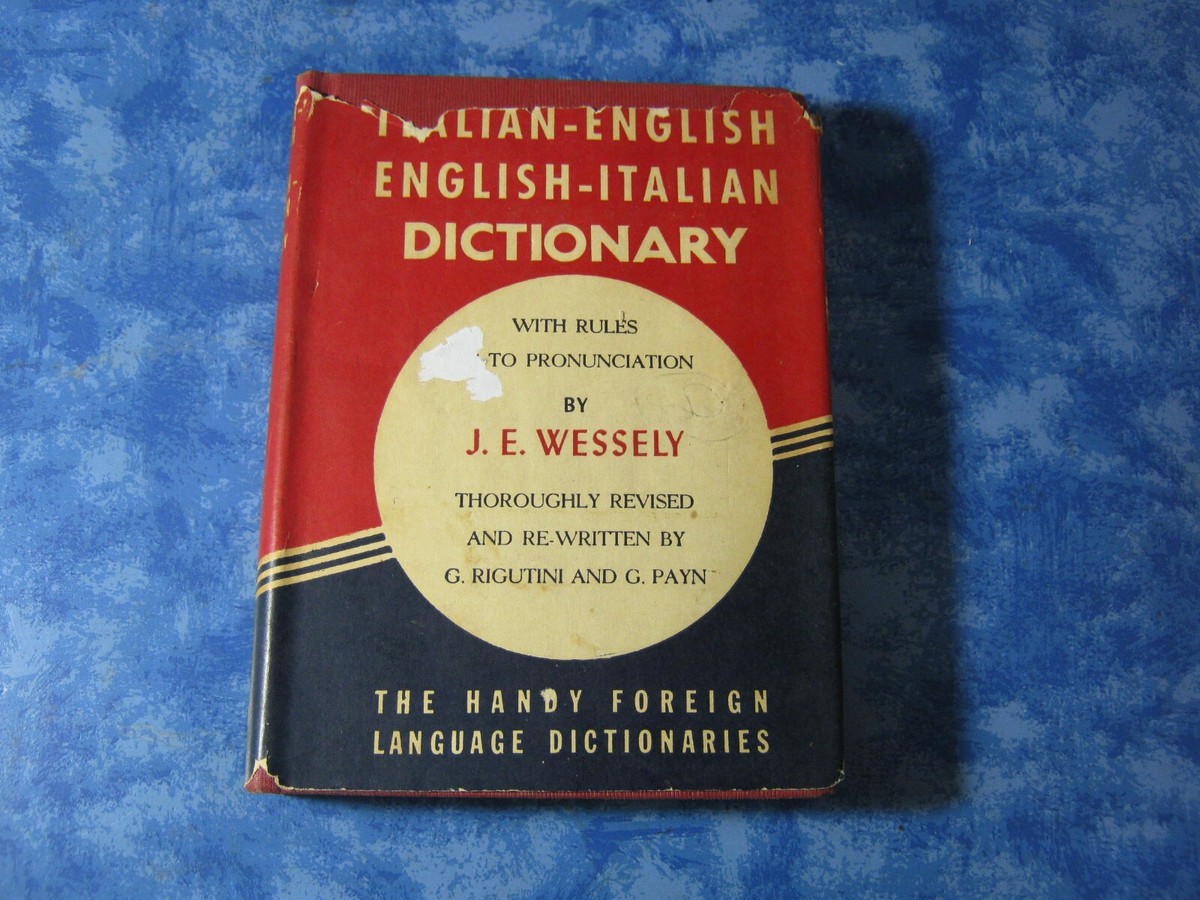 ITALIAN-ENGLISH
ENGLISH-ITALIAN
DICTIONARY
WITH RULES
TO PRONUNCIATION
BY
J. E. WESSELY
THOROUGHLY REVISED
AND RE-WRITTEN BY
G. RIGUTINI AND G. PAYN
THE HANDY FOREIGN
LANGUAGE DICTIONARIES